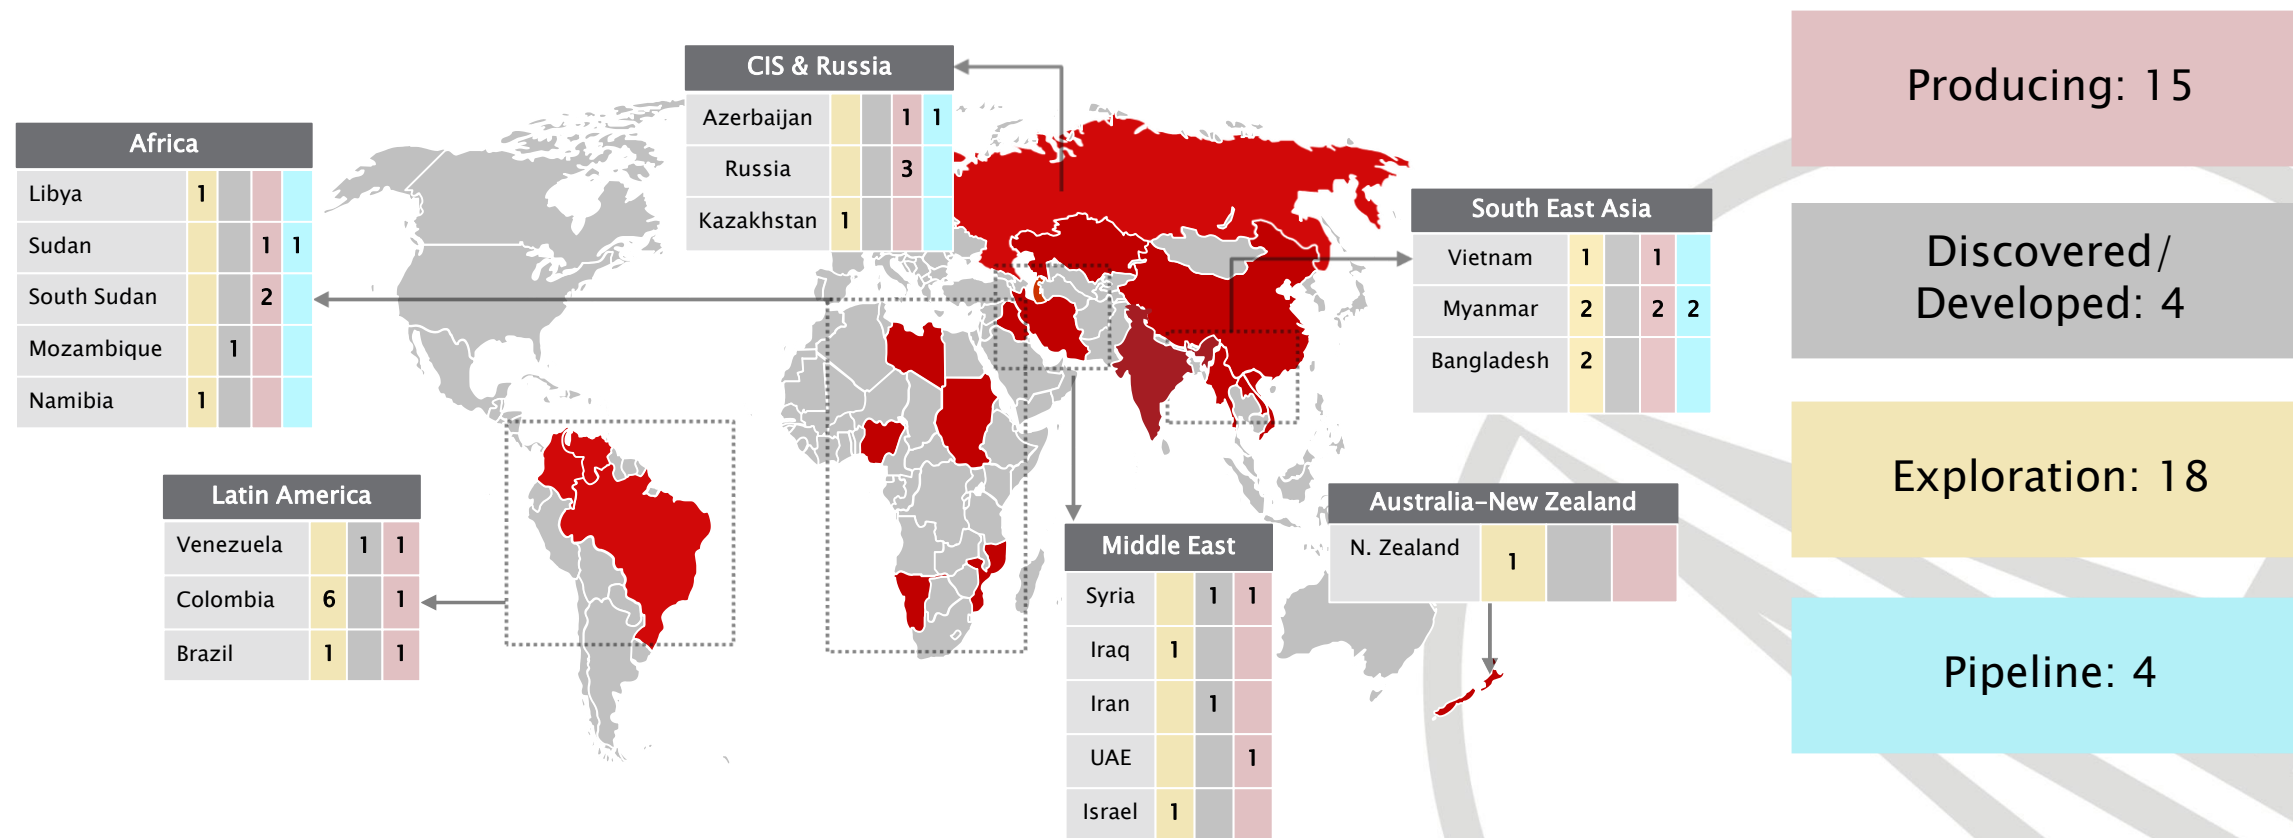 CIS & Russia
Azerbaijan 1 1
Russia 3
Kazakhstan 1
Africa
Libya 1
Sudan 1 1
South Sudan 2
Mozambique 1
Namibia 1
South East Asia
Vietnam 1 1
Myanmar 2 2 2
Bangladesh 2
Latin America
Venezuela 1 1
Colombia 6 1
Brazil 1 1
Middle East
Syria 1 1
Iraq 1
Iran 1
UAE 1
Israel 1
Australia-New Zealand
N. Zealand 1
Producing: 15
Discovered/
Developed: 4
Exploration: 18
Pipeline: 4